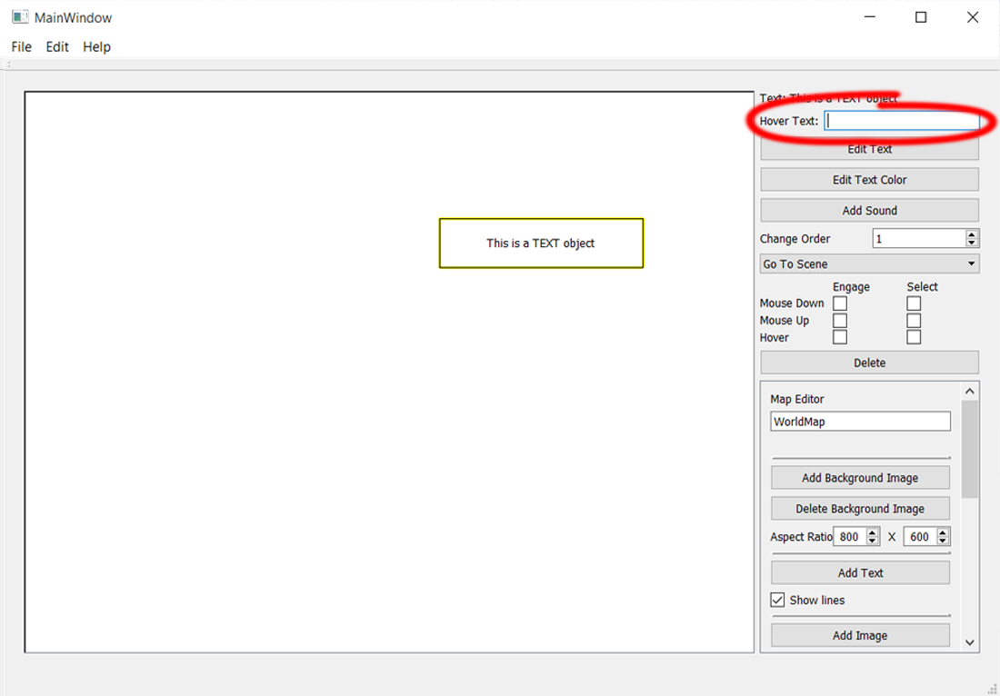 MainWindow
File Edit Help
Text: This is a TEXT object
Hover Text:
Edit Text
Edit Text Color
Add Sound
This is a TEXT object
Change Order 1
Go To Scene
Engage Select
Mouse Down
Mouse Up
Hover
Delete
Map Editor
WorldMap
Add Background Image
Delete Background Image
Aspect Ratio 800 X 600
Add Text
Show lines
Add Image